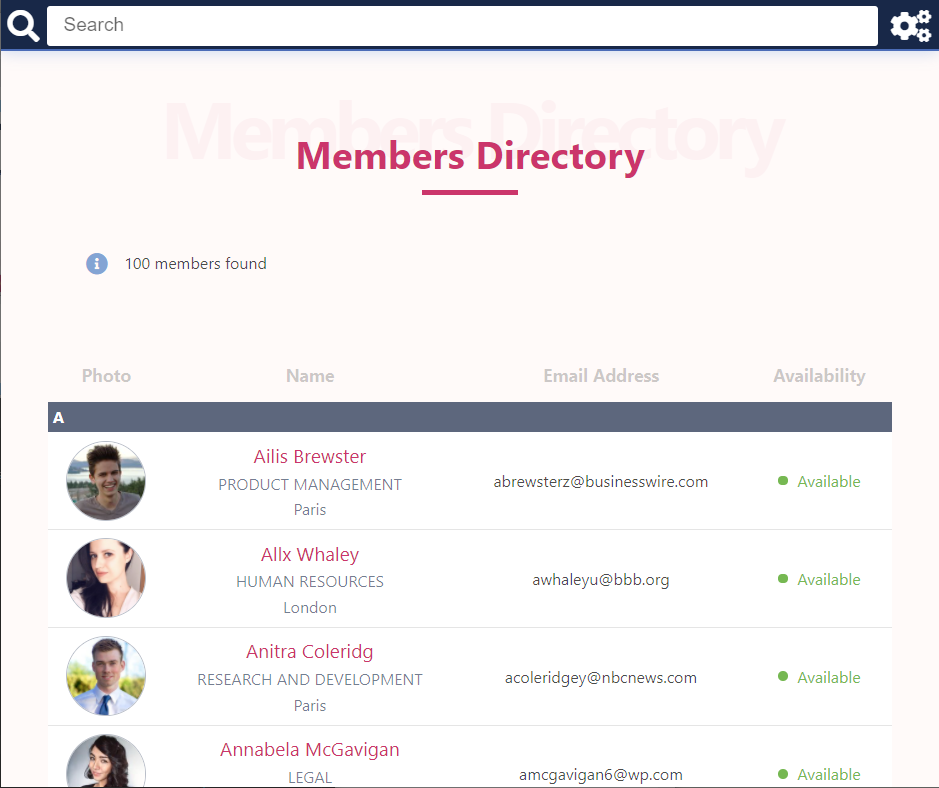 Search
Members Directory
Members Directory
100 members found
Photo Name Email Address Availability
A
Ailis Brewster
PRODUCT MANAGEMENT
Paris
abrewsterz@businesswire.com
Available
Allx Whaley
HUMAN RESOURCES
London
awhaleyu@bbb.org
Available
Anitra Coleridg
RESEARCH AND DEVELOPMENT
Paris
acoleridgey@nbcnews.com
Available
Annabela McGavigan
LEGAL
amcgavigan6@wp.com
Available